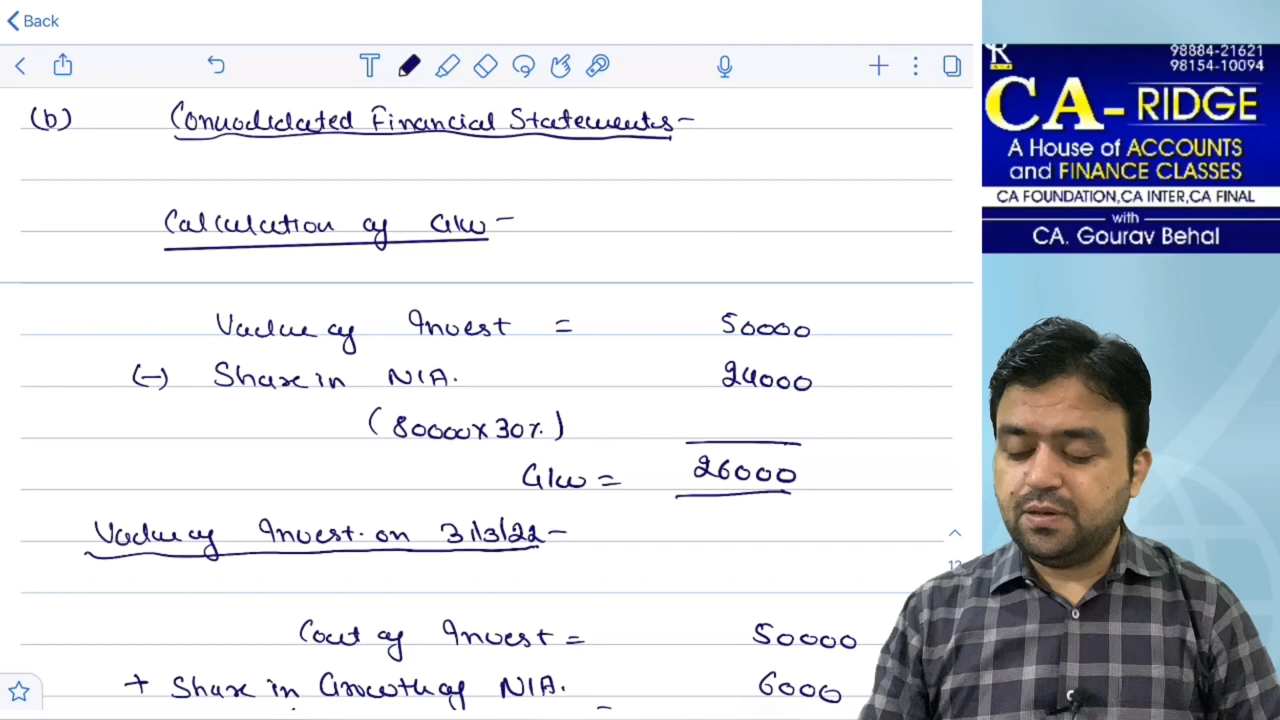 Back
(b) Consolidated Financial Statements-
Calculation of G/w -
Value of Invest = 50000
(-) Share in N/A. 24000
(80000 x 30%)
G/w = 26000
Value of Invest. on 31/3/22 -
Cost of Invest = 50000
+ Share in Growth of N/A. = 6000
T
12
R
98884-21621
98154-10094
CA- RIDGE
A House of ACCOUNTS
and FINANCE CLASSES
CA FOUNDATION,CA INTER,CA FINAL
with
CA. Gourav Behal